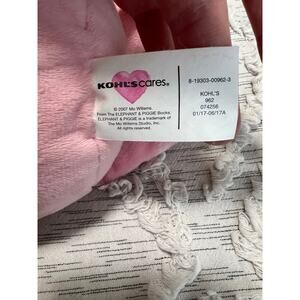 KOHL'S cares®
© 2007 Mo Willems.
From The ELEPHANT & PIGGIE Books.
ELEPHANT & PIGGIE is a trademark of
The Mo Willems Studio, Inc.
All rights reserved.
8-19303-00962-3
KOHL'S
962
074256
01/17-06/17A